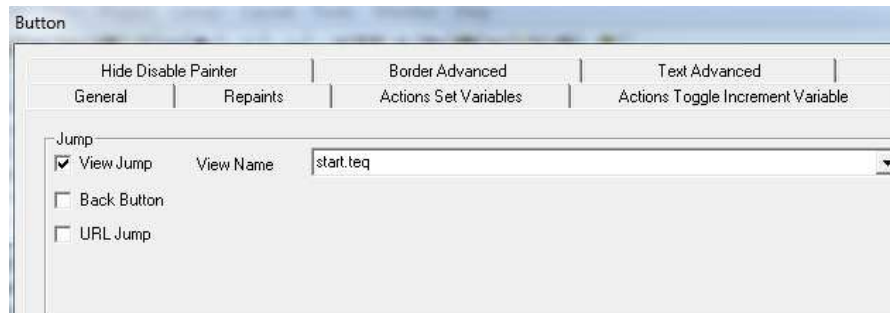 Button
Hide Disable Painter Border Advanced Text Advanced
General Repaints Actions Set Variables Actions Toggle Increment Variable
Jump
View Jump View Name start.teq
Back Button
URL Jump